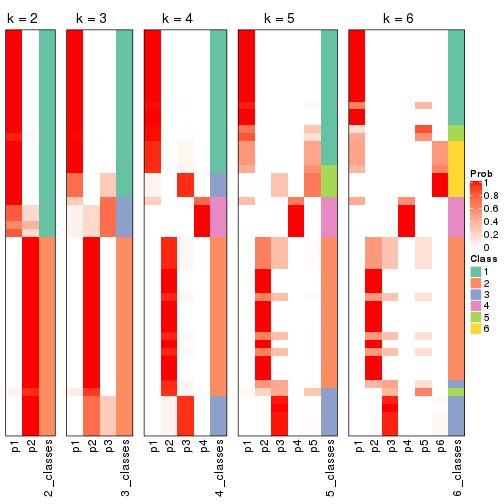 k = 2
k = 3
k = 4
k = 5
k = 6
Prob
1
0.8
0.6
0.4
0.2
0
Class
1
2
3
4
5
6
p1
p2
2_classes
p1
p2
p3
3_classes
p1
p2
p3
p4
4_classes
p1
p2
p3
p4
p5
5_classes
p1
p2
p3
p4
p5
p6
6_classes